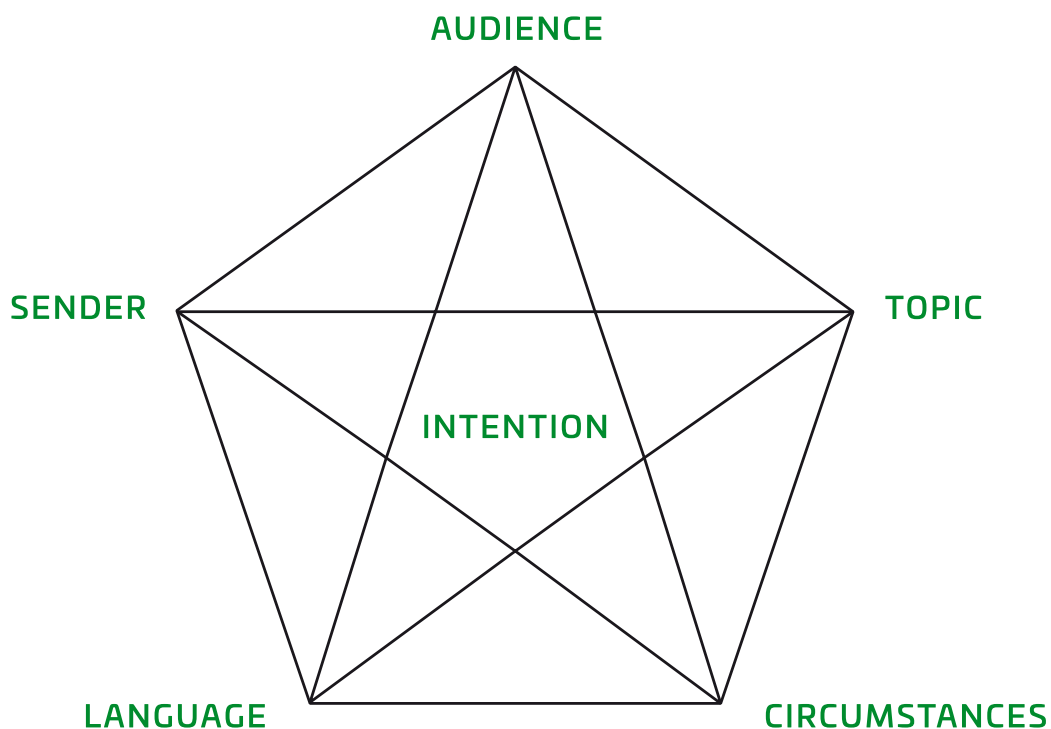 AUDIENCE
SENDER
TOPIC
INTENTION
LANGUAGE
CIRCUMSTANCES